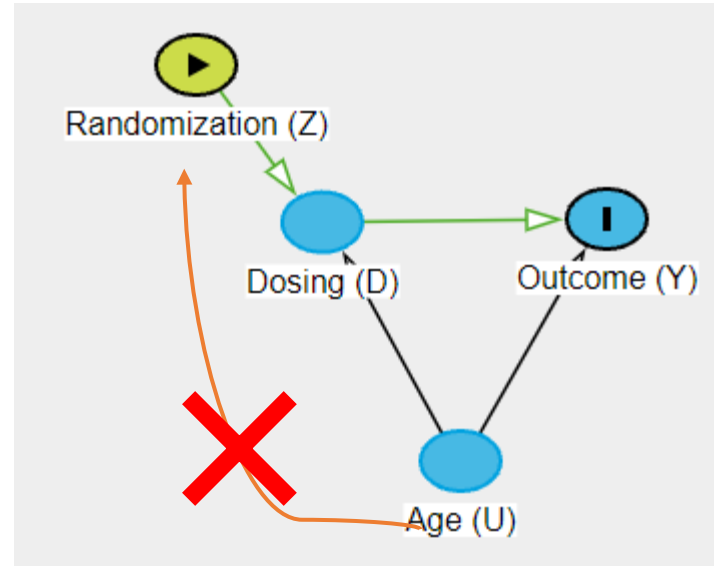 Randomization (Z)
Dosing (D)
Outcome (Y)
Age (U)